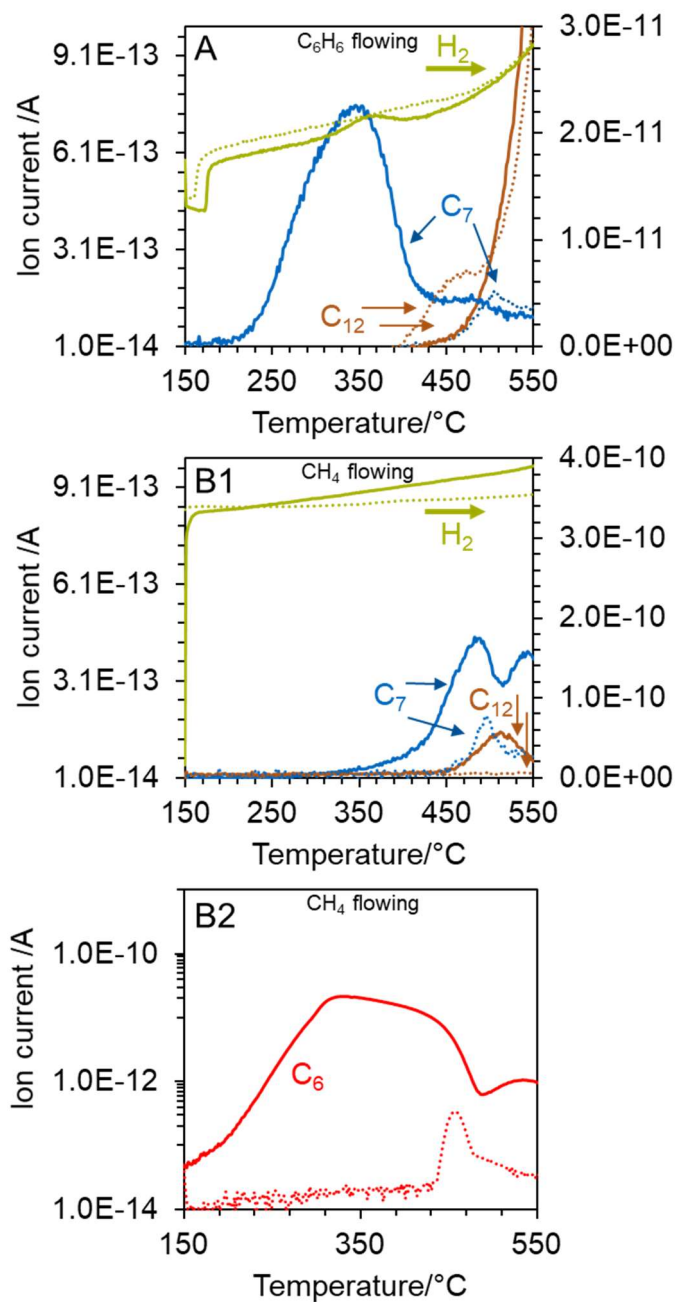 A
C₆H₆ flowing
H₂
C₇
C₁₂
Ion current /A
9.1E-13
6.1E-13
3.1E-13
1.0E-14
3.0E-11
2.0E-11
1.0E-11
0.0E+00
150 250 350 450 550
Temperature/°C
B1
CH₄ flowing
H₂
C₇
C₁₂
Ion current /A
9.1E-13
6.1E-13
3.1E-13
1.0E-14
4.0E-10
3.0E-10
2.0E-10
1.0E-10
0.0E+00
150 250 350 450 550
Temperature/°C
B2
CH₄ flowing
C₆
Ion current /A
1.0E-10
1.0E-12
1.0E-14
150 350 550
Temperature/°C